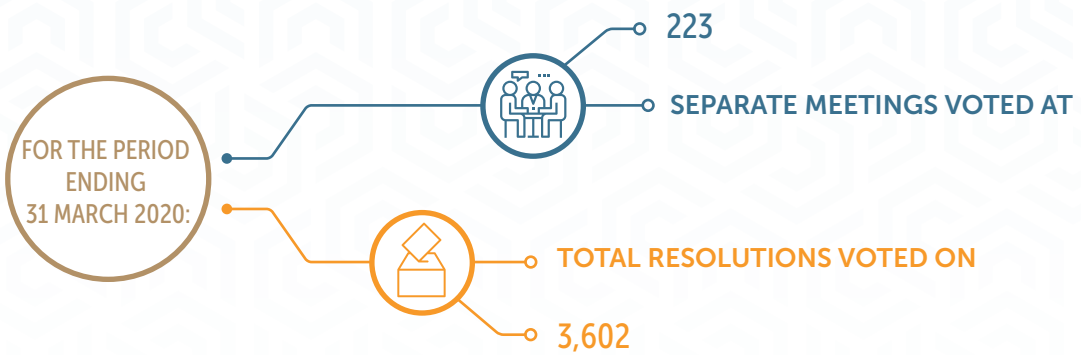 FOR THE PERIOD
ENDING
31 MARCH 2020:
223
SEPARATE MEETINGS VOTED AT
TOTAL RESOLUTIONS VOTED ON
3,602